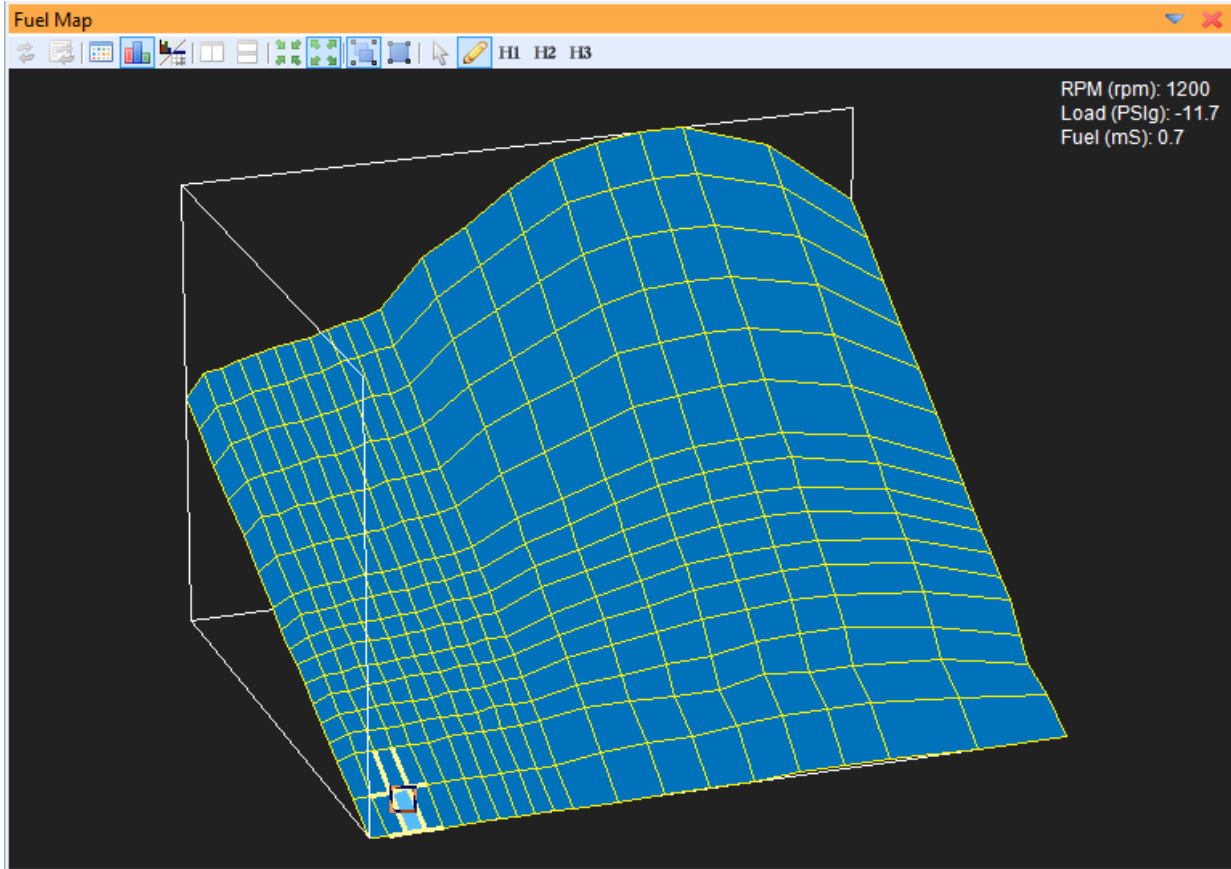 Fuel Map
H1 H2 H3
RPM (rpm): 1200
Load (PSIg): -11.7
Fuel (mS): 0.7